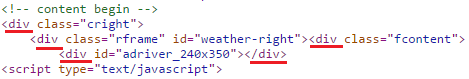 <!-- content begin -->
<div class="cright">
<div class="rframe" id="weather-right"><div class="fcontent">
<div id="adriver_240x350"></div>
<script type="text/javascript">